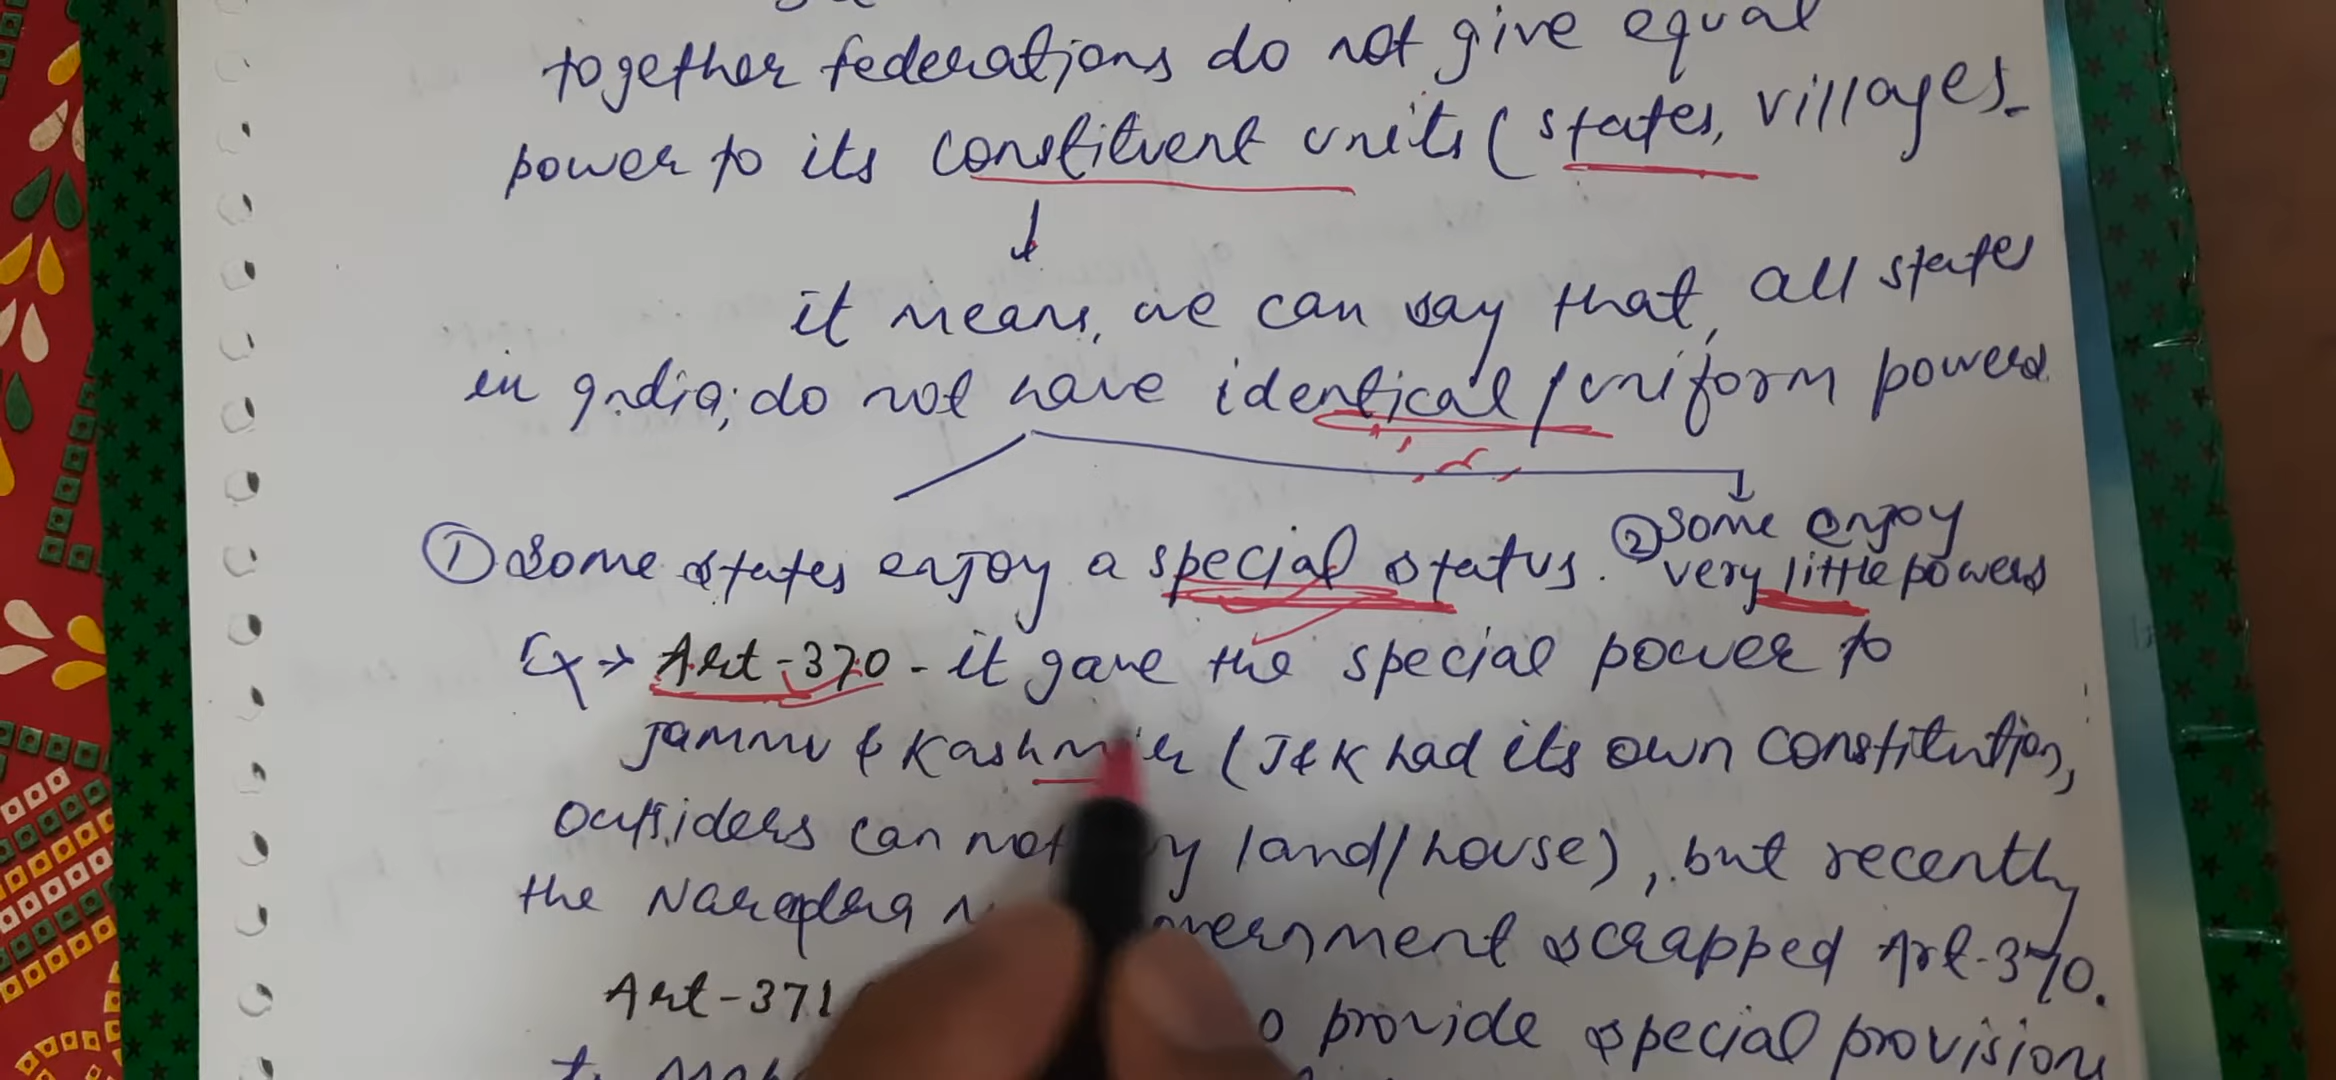 together federations do not give equal
power to its constituent units (states, villages.
it means, we can say that, all states
in India, do not have identical / uniform powers
① Some states enjoy a special status. ② Some enjoy
very little powers
Ex → Art-370 - it gave the special power to
Jammu & Kashmir (J&K had its own constitution,
outsiders can not land/house), but recently
the Narendra scrapped Art-370.
Art-371 provide special provisions